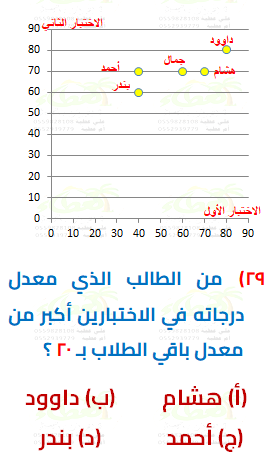 الاختبار الثاني
90
80
70
60
50
40
30
20
10
0
داوود
جمال
هشام
أحمد
بندر
الاختبار الأول
0 10 20 30 40 50 60 70 80 90
٢٩) من الطالب الذي معدل
درجاته في الاختبارين أكبر من
معدل باقي الطلاب بـ ٢٠ ؟
(أ) هشام (ب) داوود
(ج) أحمد (د) بندر